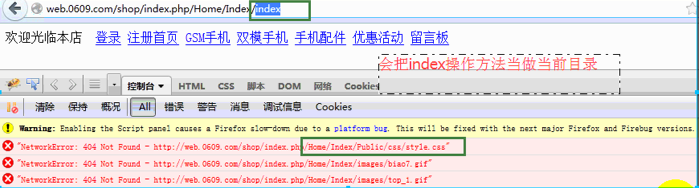 web.0609.com/shop/index.php/Home/Index/index
欢迎光临本店 登录 注册首页 GSM手机 双模手机 手机配件 优惠活动 留言板
会把index操作方法当做当前目录
控制台 HTML CSS 脚本 DOM 网络 Cookies
清除 保持 概况 All 错误 警告 消息 调试信息 Cookies
Warning: Enabling the Script panel causes a Firefox slow-down due to a platform bug. This will be fixed with the next major Firefox and Firebug versions.
"NetworkError: 404 Not Found - http://web.0609.com/shop/index.php/Home/Index/Public/css/style.css"
"NetworkError: 404 Not Found - http://web.0609.com/shop/index.php/Home/Index/images/biao7.gif"
"NetworkError: 404 Not Found - http://web.0609.com/shop/index.php/Home/Index/images/top_1.gif"